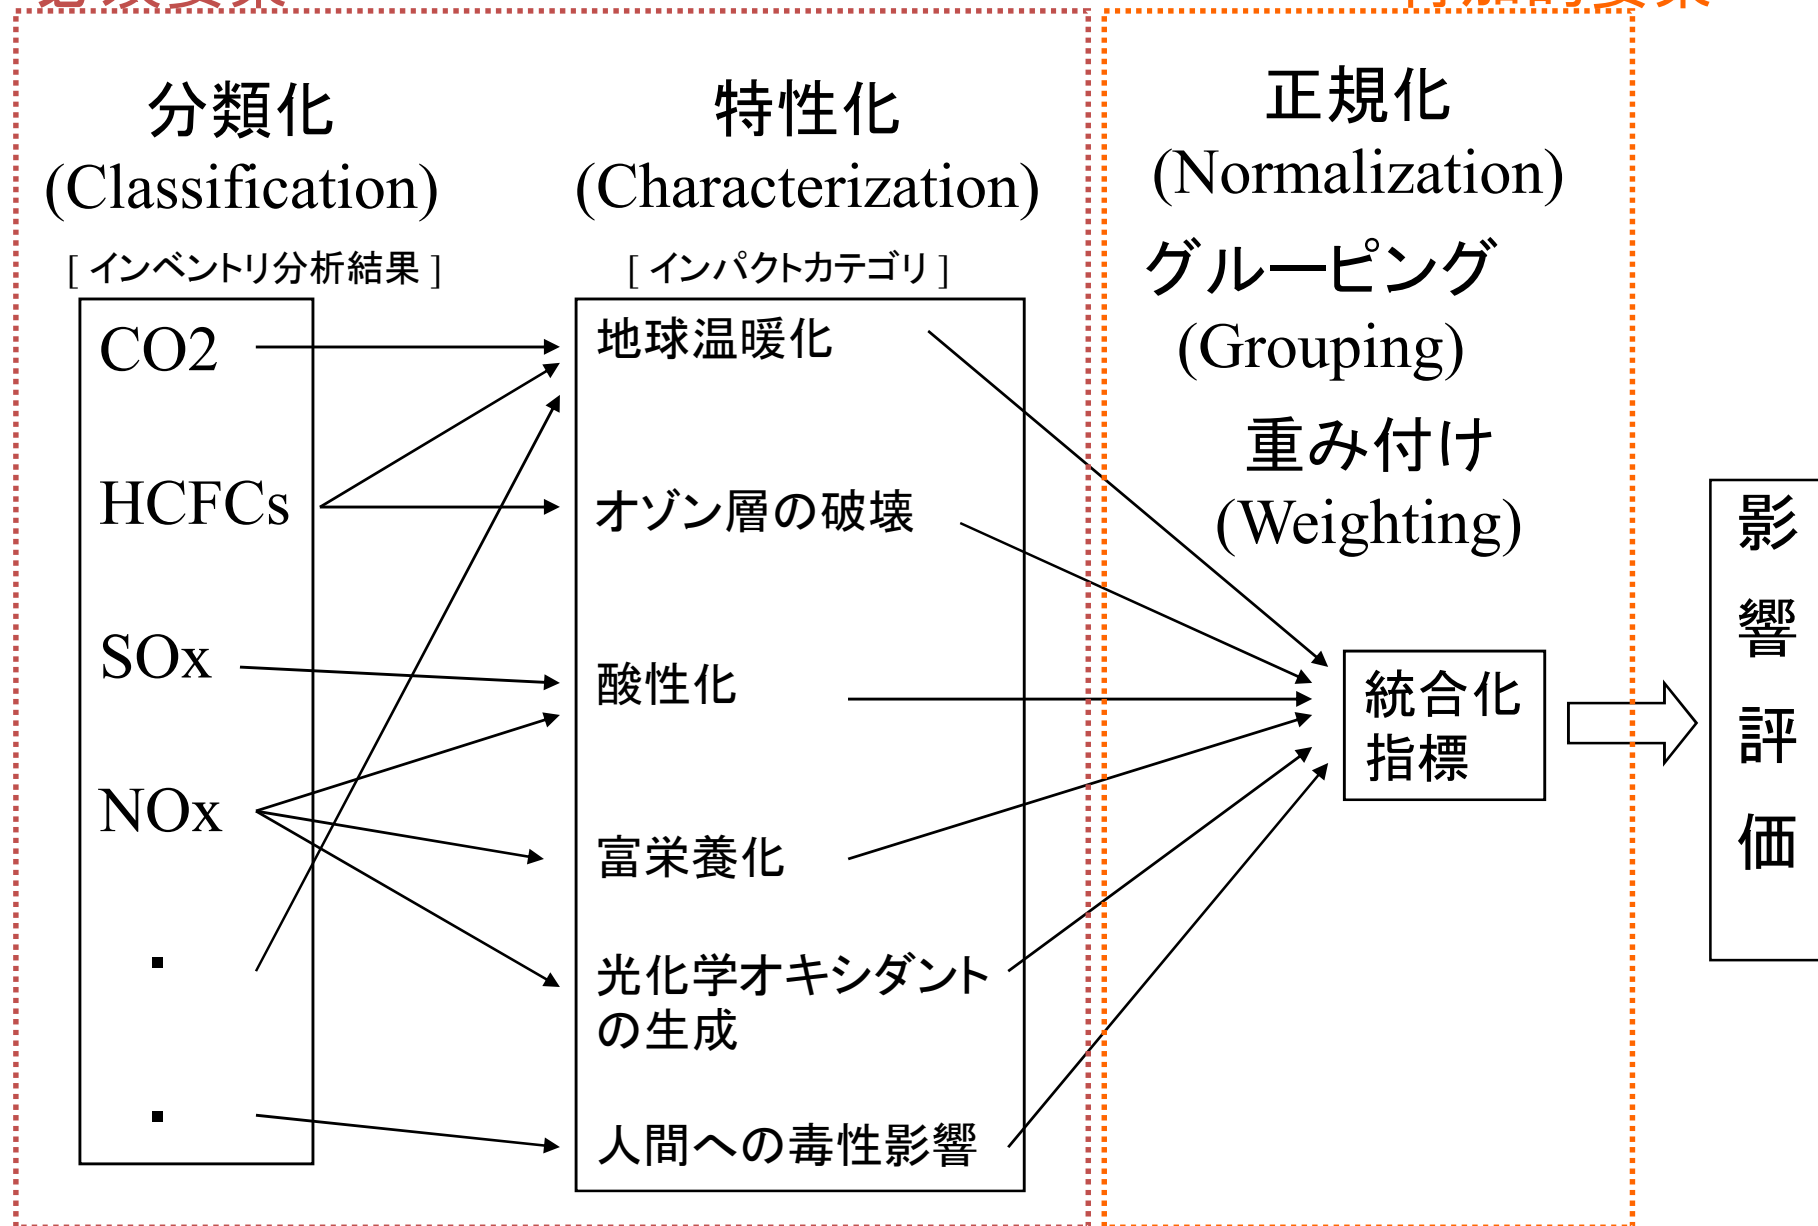 分類化
(Classification)
[ インベントリ分析結果 ]
CO2
HCFCs
SOx
NOx
▪
▪
特性化
(Characterization)
[ インパクトカテゴリ ]
地球温暖化
オゾン層の破壊
酸性化
富栄養化
光化学オキシダント
の生成
人間への毒性影響
正規化
(Normalization)
グルーピング
(Grouping)
重み付け
(Weighting)
統合化
指標
影
響
評
価